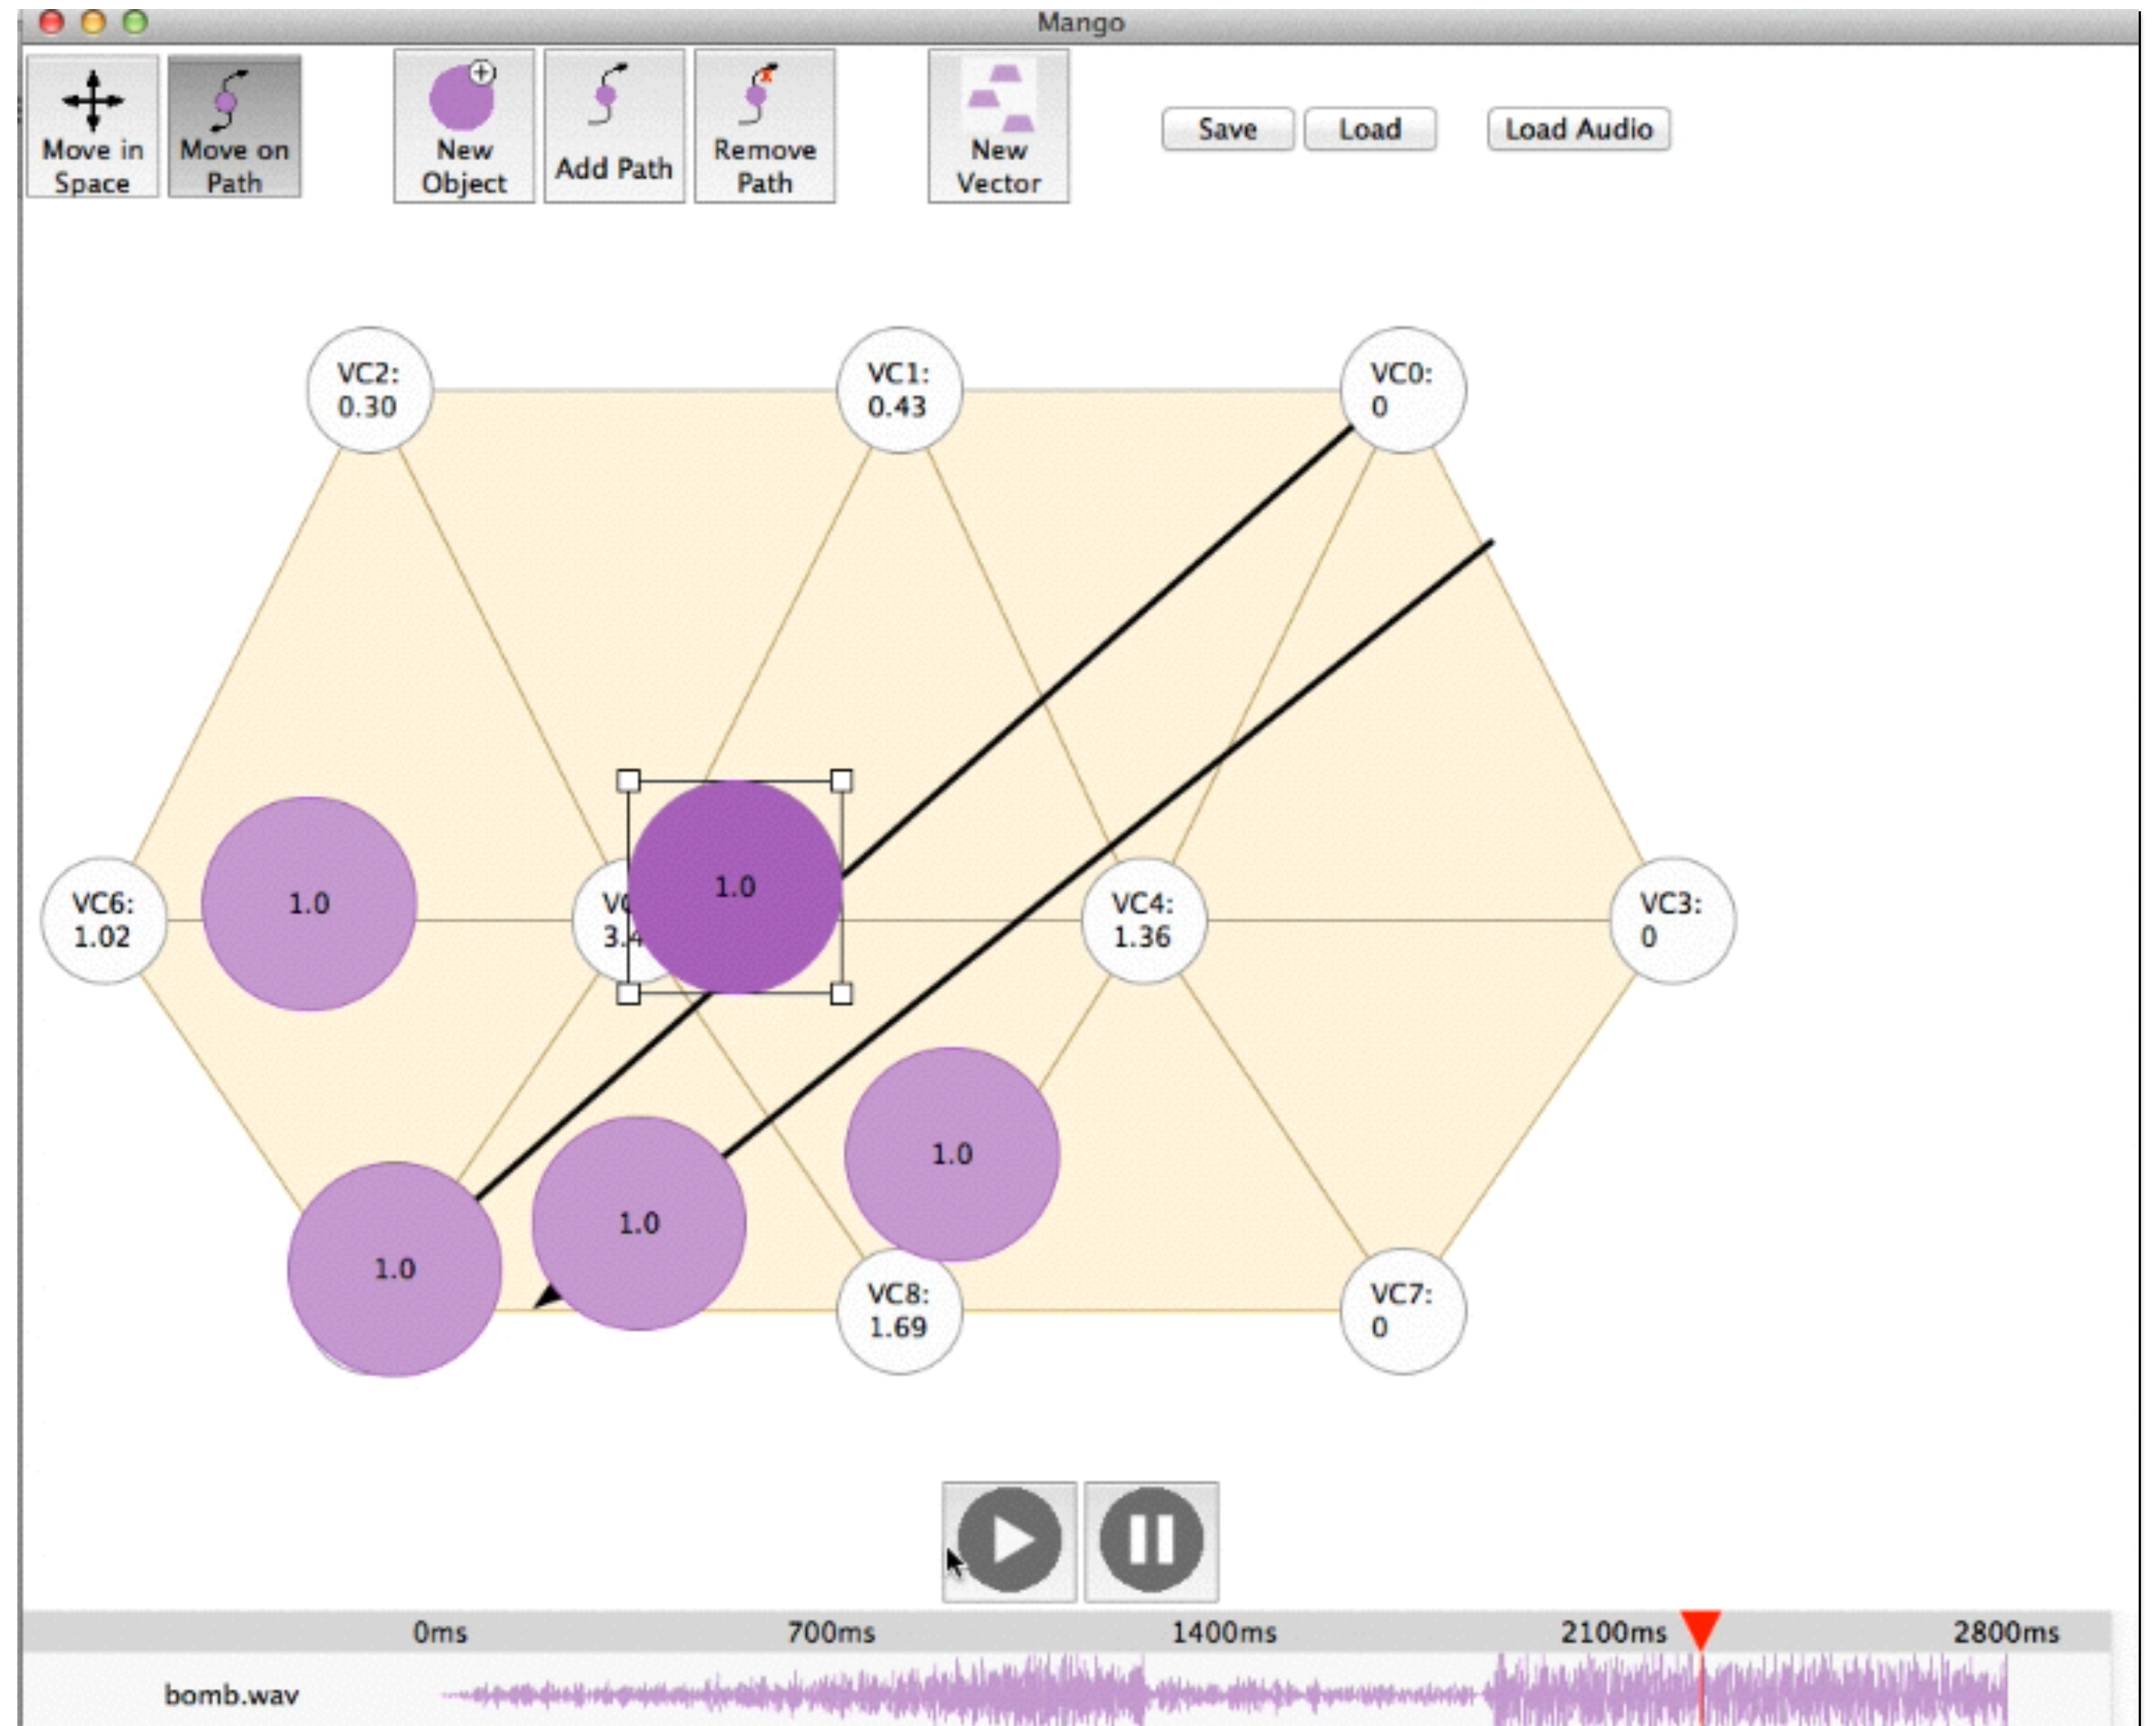 Mango
Move in
Space
Move on
Path
New
Object
Add Path
Remove
Path
New
Vector
Save
Load
Load Audio
VC2:
0.30
VC1:
0.43
VC0:
0
VC6:
1.02
1.0
1.0
VC4:
1.36
VC3:
0
1.0
1.0
1.0
VC8:
1.69
VC7:
0
0ms
700ms
1400ms
2100ms
2800ms
bomb.wav